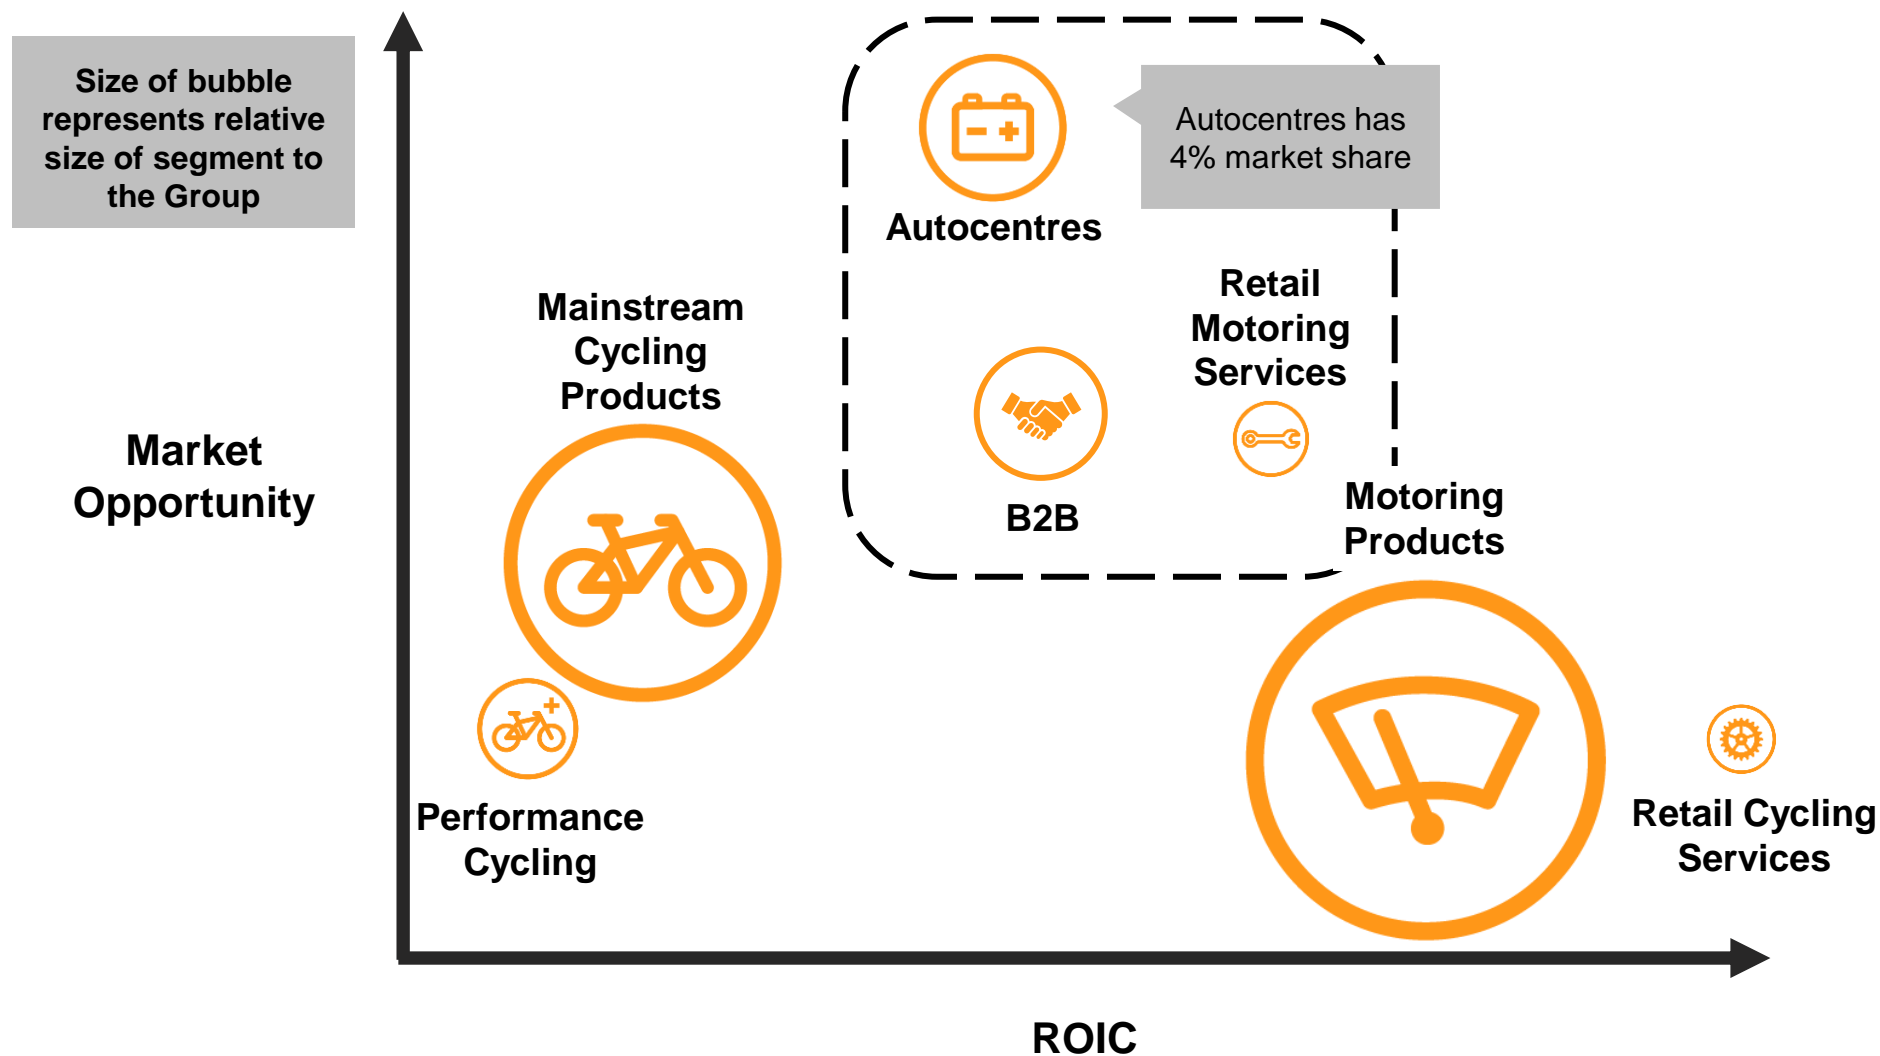 Size of bubble
represents relative
size of segment to
the Group
Autocentres has
4% market share
Autocentres
Retail
Motoring
Services
Mainstream
Cycling
Products
Market
Opportunity
B2B
Motoring
Products
Performance
Cycling
Retail Cycling
Services
ROIC